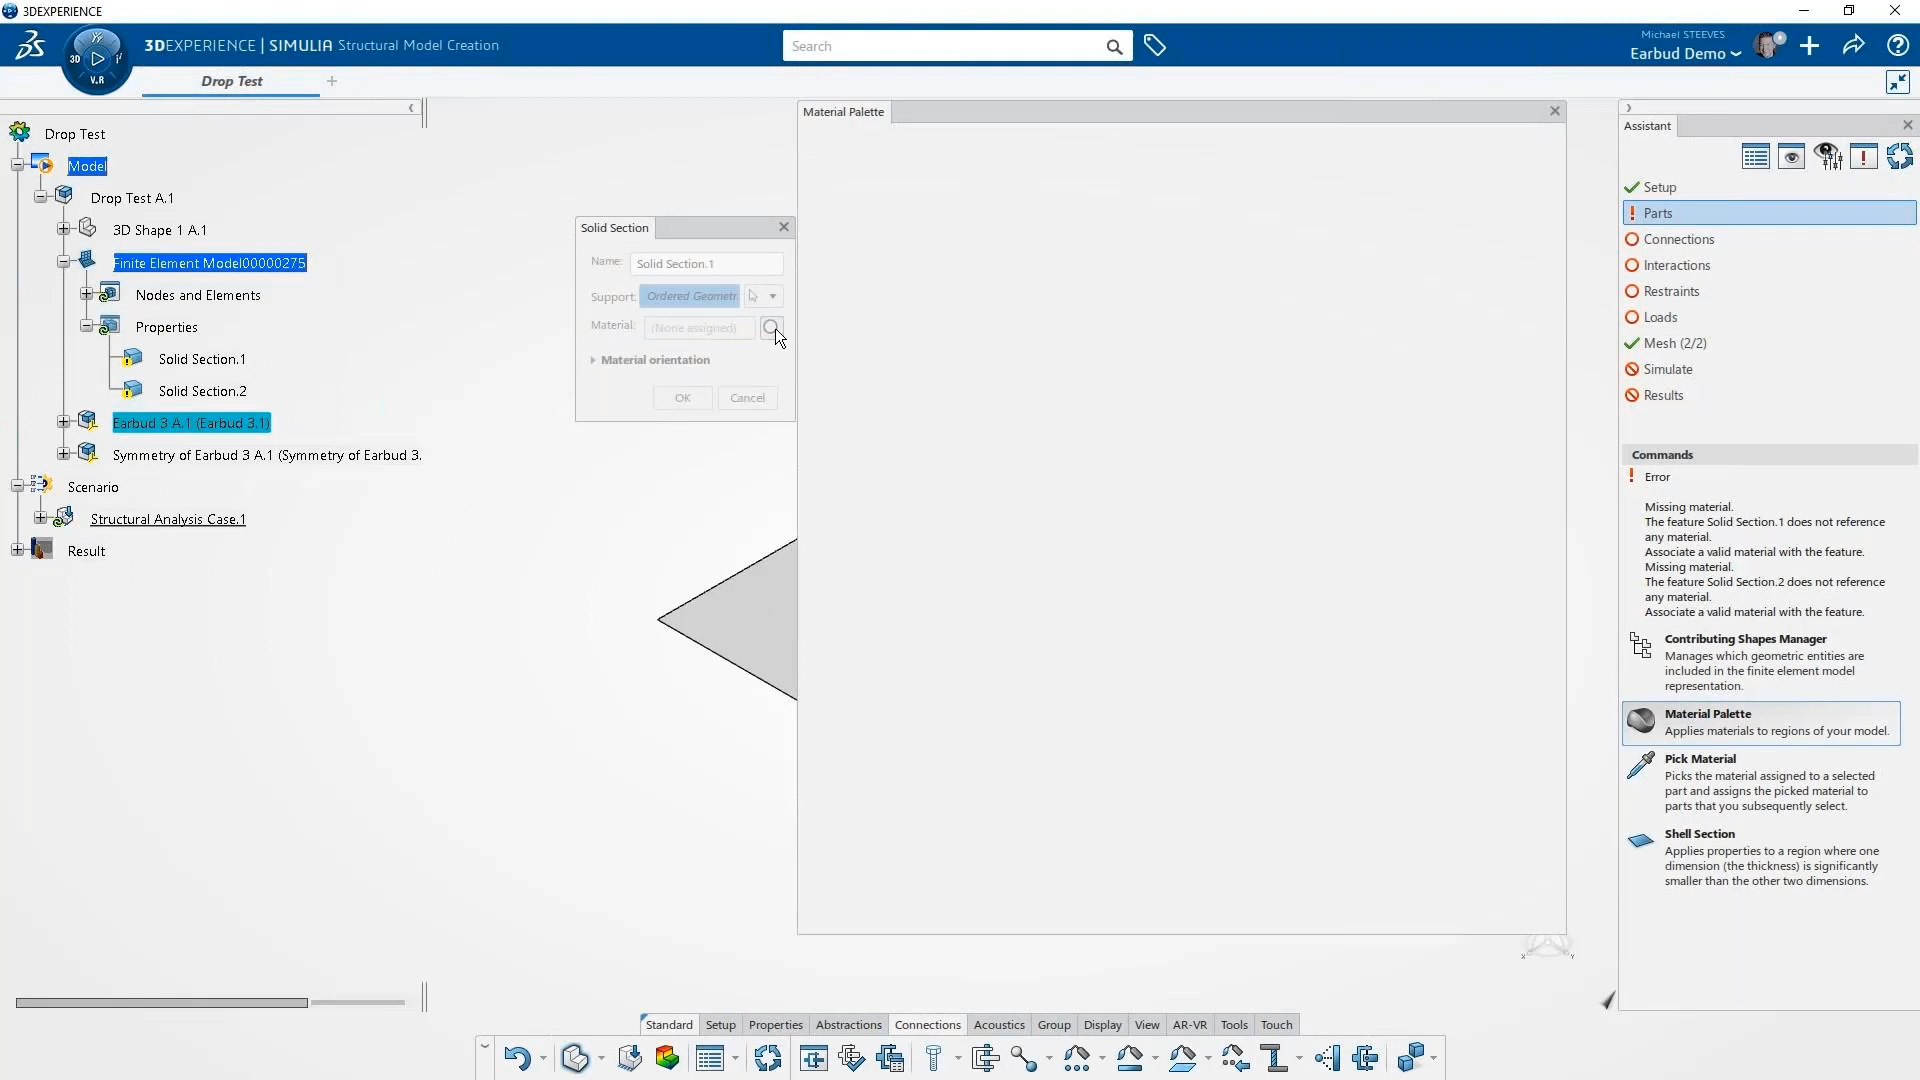 3DEXPERIENCE
3DEXPERIENCE | SIMULIA Structural Model Creation
3D
V.R
Search
Michael STEEVES
Earbud Demo
Drop Test
Drop Test
Model
Drop Test A.1
3D Shape 1 A.1
Finite Element Model00000275
Nodes and Elements
Properties
Solid Section.1
Solid Section.2
Earbud 3 A.1 (Earbud 3.1)
Symmetry of Earbud 3 A.1 (Symmetry of Earbud 3.
Scenario
Structural Analysis Case.1
Result
Solid Section
Name: Solid Section.1
Support: Ordered Geometr
Material: (None assigned)
Material orientation
OK Cancel
Material Palette
Assistant
Setup
Parts
Connections
Interactions
Restraints
Loads
Mesh (2/2)
Simulate
Results
Commands
Error
Missing material.
The feature Solid Section.1 does not reference
any material.
Associate a valid material with the feature.
Missing material.
The feature Solid Section.2 does not reference
any material.
Associate a valid material with the feature.
Contributing Shapes Manager
Manages which geometric entities are
included in the finite element model
representation.
Material Palette
Applies materials to regions of your model.
Pick Material
Picks the material assigned to a selected
part and assigns the picked material to
parts that you subsequently select.
Shell Section
Applies properties to a region where one
dimension (the thickness) is significantly
smaller than the other two dimensions.
Standard Setup Properties Abstractions Connections Acoustics Group Display View AR-VR Tools Touch